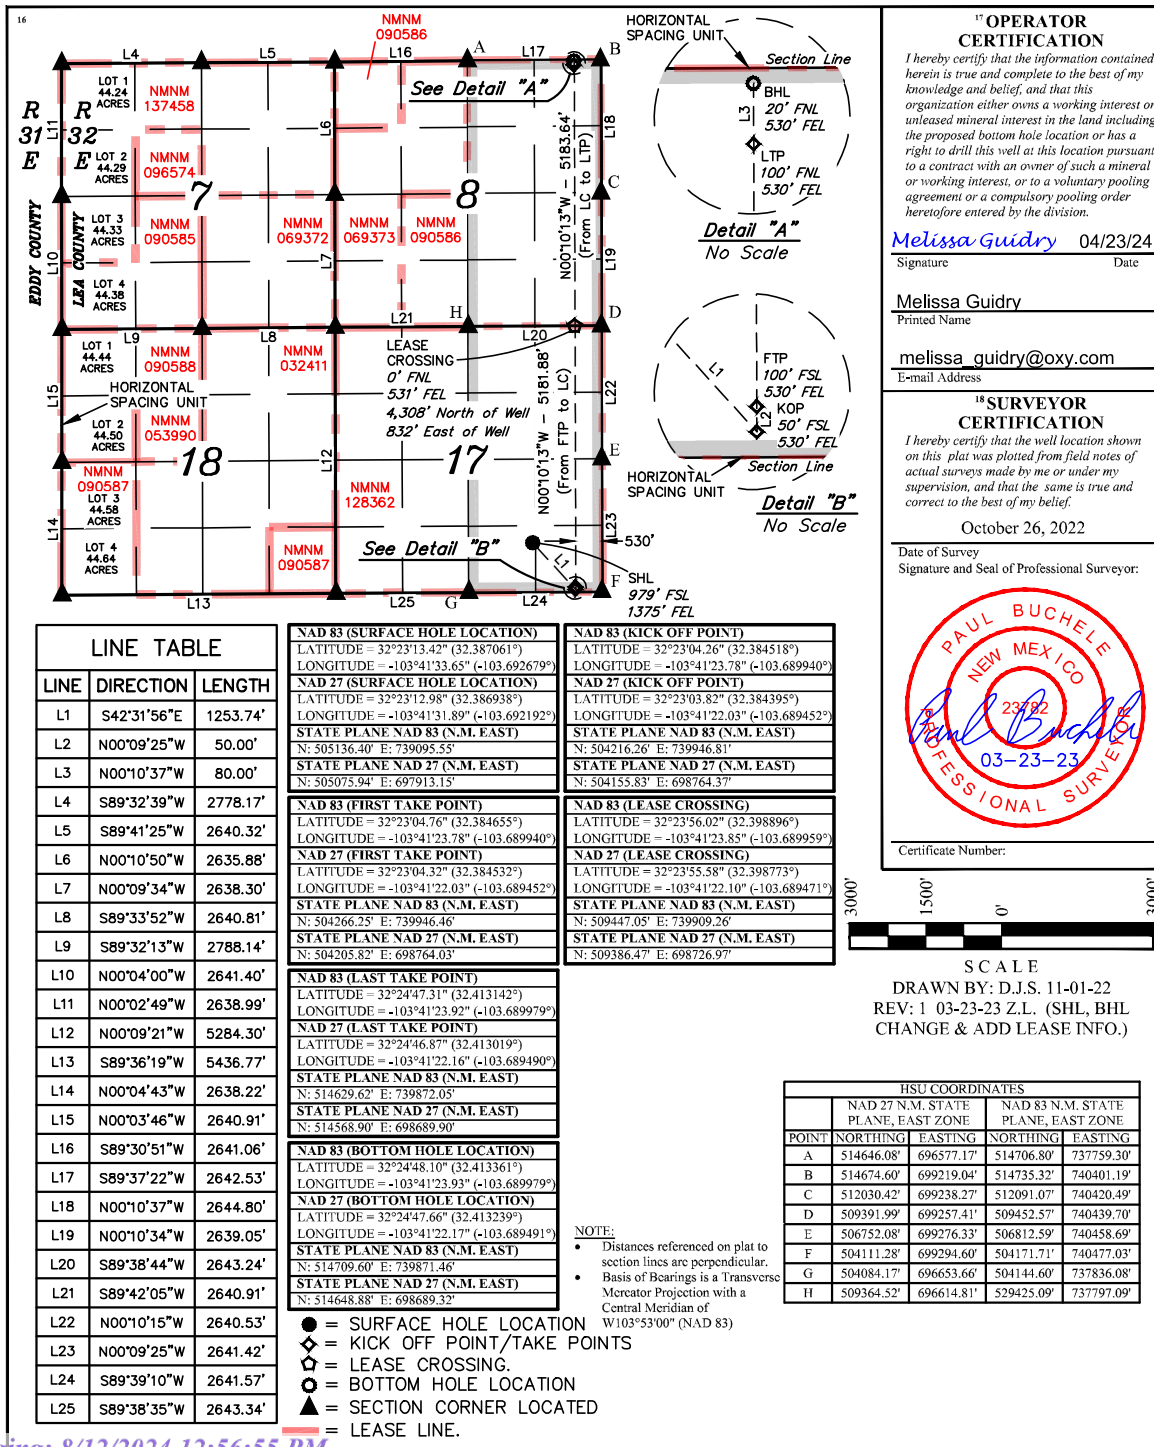 16
NMNM
090586
L4
L5
L16
A
L17
B
LOT 1
44.24
ACRES
NMNM
137458
See Detail "A"
R R
31 32
E E
L11
L6
L18
LOT 2
44.29
ACRES
NMNM
096574
7
8
C
LOT 3
44.33
ACRES
NMNM
090585
NMNM
069372
NMNM
069373
NMNM
090586
N00°10'13"W - 5183.64'
(From LC to LTP)
EDDY COUNTY
LEA COUNTY
L10
L7
L19
LOT 4
44.38
ACRES
H
D
L9
L8
L21
L20
LOT 1
44.44
ACRES
NMNM
090588
NMNM
032411
LEASE
CROSSING
0' FNL
531' FEL
4,308' North of Well
832' East of Well
L15
HORIZONTAL
SPACING UNIT
L22
LOT 2
44.50
ACRES
NMNM
053990
18
17
L12
E
N00°10'13"W - 5181.88'
(From FTP to LC)
NMNM
090587
LOT 3
44.58
ACRES
NMNM
128362
L14
L23
LOT 4
44.64
ACRES
NMNM
090587
See Detail "B"
L1
530'
SHL
979' FSL
1375' FEL
L13
L25
G
L24
F
HORIZONTAL
SPACING UNIT
Section Line
BHL
20' FNL
530' FEL
L3
LTP
100' FNL
530' FEL
Detail "A"
No Scale
L1
FTP
100' FSL
530' FEL
KOP
50' FSL
530' FEL
L2
Section Line
HORIZONTAL
SPACING UNIT
Detail "B"
No Scale
17 OPERATOR
CERTIFICATION
I hereby certify that the information contained
herein is true and complete to the best of my
knowledge and belief, and that this
organization either owns a working interest or
unleased mineral interest in the land including
the proposed bottom hole location or has a
right to drill this well at this location pursuant
to a contract with an owner of such a mineral
or working interest, or to a voluntary pooling
agreement or a compulsory pooling order
heretofore entered by the division.
Melissa Guidry 04/23/24
Signature Date
Melissa Guidry
Printed Name
melissa_guidry@oxy.com
E-mail Address
18 SURVEYOR
CERTIFICATION
I hereby certify that the well location shown
on this plat was plotted from field notes of
actual surveys made by me or under my
supervision, and that the same is true and
correct to the best of my belief.
October 26, 2022
Date of Survey
Signature and Seal of Professional Surveyor:
PAUL BUCHELE
NEW MEXICO
23782
Paul Buchele
03-23-23
PROFESSIONAL SURVEYOR
Certificate Number:
LINE TABLE
LINE DIRECTION LENGTH
L1 S42°31'56"E 1253.74'
L2 N00°09'25"W 50.00'
L3 N00°10'37"W 80.00'
L4 S89°32'39"W 2778.17'
L5 S89°41'25"W 2640.32'
L6 N00°10'50"W 2635.88'
L7 N00°09'34"W 2638.30'
L8 S89°33'52"W 2640.81'
L9 S89°32'13"W 2788.14'
L10 N00°04'00"W 2641.40'
L11 N00°02'49"W 2638.99'
L12 N00°09'21"W 5284.30'
L13 S89°36'19"W 5436.77'
L14 N00°04'43"W 2638.22'
L15 N00°03'46"W 2640.91'
L16 S89°30'51"W 2641.06'
L17 S89°37'22"W 2642.53'
L18 N00°10'37"W 2644.80'
L19 N00°10'34"W 2639.05'
L20 S89°38'44"W 2643.24'
L21 S89°42'05"W 2640.91'
L22 N00°10'15"W 2640.53'
L23 N00°09'25"W 2641.42'
L24 S89°39'10"W 2641.57'
L25 S89°38'35"W 2643.34'
NAD 83 (SURFACE HOLE LOCATION)
LATITUDE = 32°23'13.42" (32.387061°)
LONGITUDE = -103°41'33.65" (-103.692679°)
NAD 27 (SURFACE HOLE LOCATION)
LATITUDE = 32°23'12.98" (32.386938°)
LONGITUDE = -103°41'31.89" (-103.692192°)
STATE PLANE NAD 83 (N.M. EAST)
N: 505136.40' E: 739095.55'
STATE PLANE NAD 27 (N.M. EAST)
N: 505075.94' E: 697913.15'
NAD 83 (KICK OFF POINT)
LATITUDE = 32°23'04.26" (32.384518°)
LONGITUDE = -103°41'23.78" (-103.689940°)
NAD 27 (KICK OFF POINT)
LATITUDE = 32°23'03.82" (32.384395°)
LONGITUDE = -103°41'22.03" (-103.689452°)
STATE PLANE NAD 83 (N.M. EAST)
N: 504216.26' E: 739946.81'
STATE PLANE NAD 27 (N.M. EAST)
N: 504155.83' E: 698764.37'
NAD 83 (FIRST TAKE POINT)
LATITUDE = 32°23'04.76" (32.384655°)
LONGITUDE = -103°41'23.78" (-103.689940°)
NAD 27 (FIRST TAKE POINT)
LATITUDE = 32°23'04.32" (32.384532°)
LONGITUDE = -103°41'22.03" (-103.689452°)
STATE PLANE NAD 83 (N.M. EAST)
N: 504266.25' E: 739946.46'
STATE PLANE NAD 27 (N.M. EAST)
N: 504205.82' E: 698764.03'
NAD 83 (LEASE CROSSING)
LATITUDE = 32°23'56.02" (32.398896°)
LONGITUDE = -103°41'23.85" (-103.689959°)
NAD 27 (LEASE CROSSING)
LATITUDE = 32°23'55.58" (32.398773°)
LONGITUDE = -103°41'22.10" (-103.689471°)
STATE PLANE NAD 83 (N.M. EAST)
N: 509447.05' E: 739909.26'
STATE PLANE NAD 27 (N.M. EAST)
N: 509386.47' E: 698726.97'
NAD 83 (LAST TAKE POINT)
LATITUDE = 32°24'47.31" (32.413142°)
LONGITUDE = -103°41'23.92" (-103.689979°)
NAD 27 (LAST TAKE POINT)
LATITUDE = 32°24'46.87" (32.413019°)
LONGITUDE = -103°41'22.16" (-103.689490°)
STATE PLANE NAD 83 (N.M. EAST)
N: 514629.62' E: 739872.05'
STATE PLANE NAD 27 (N.M. EAST)
N: 514568.90' E: 698689.90'
NAD 83 (BOTTOM HOLE LOCATION)
LATITUDE = 32°24'48.10" (32.413361°)
LONGITUDE = -103°41'23.93" (-103.689979°)
NAD 27 (BOTTOM HOLE LOCATION)
LATITUDE = 32°24'47.66" (32.413239°)
LONGITUDE = -103°41'22.17" (-103.689491°)
STATE PLANE NAD 83 (N.M. EAST)
N: 514709.60' E: 739871.46'
STATE PLANE NAD 27 (N.M. EAST)
N: 514648.88' E: 698689.32'
3000' 1500' 0' 3000'
SCALE
DRAWN BY: D.J.S. 11-01-22
REV: 1 03-23-23 Z.L. (SHL, BHL
CHANGE & ADD LEASE INFO.)
HSU COORDINATES
NAD 27 N.M. STATE PLANE, EAST ZONE NAD 83 N.M. STATE PLANE, EAST ZONE
POINT NORTHING EASTING NORTHING EASTING
A 514646.08' 696577.17' 514706.80' 737759.30'
B 514674.60' 699219.04' 514735.32' 740401.19'
C 512030.42' 699238.27' 512091.07' 740420.49'
D 509391.99' 699257.41' 509452.57' 740439.70'
E 506752.08' 699276.33' 506812.59' 740458.69'
F 504111.28' 699294.60' 504171.71' 740477.03'
G 504084.17' 696653.66' 504144.60' 737836.08'
H 509364.52' 696614.81' 529425.09' 737797.09'
NOTE:
• Distances referenced on plat to
section lines are perpendicular.
• Basis of Bearings is a Transverse
Mercator Projection with a
Central Meridian of
W103°53'00" (NAD 83)
= SURFACE HOLE LOCATION
= KICK OFF POINT/TAKE POINTS
= LEASE CROSSING.
= BOTTOM HOLE LOCATION
= SECTION CORNER LOCATED
= LEASE LINE.
8/12/2024 12:56:55 PM